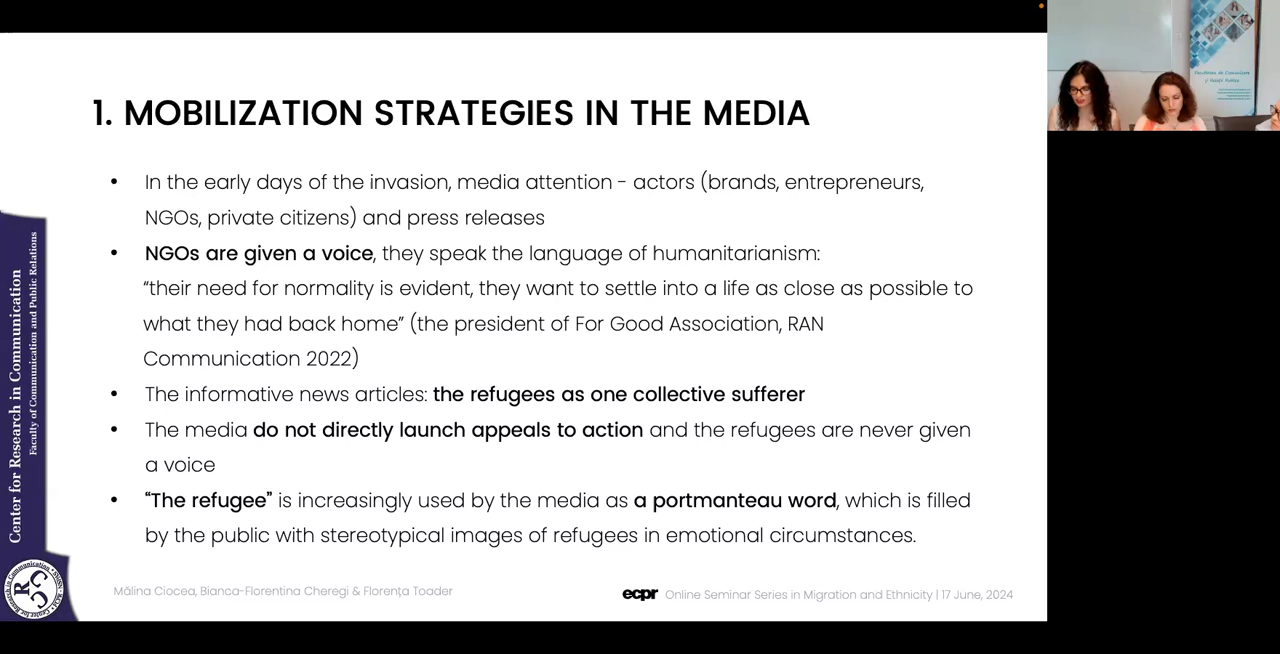 1. MOBILIZATION STRATEGIES IN THE MEDIA
• In the early days of the invasion, media attention - actors (brands, entrepreneurs,
NGOs, private citizens) and press releases
• NGOs are given a voice, they speak the language of humanitarianism:
“their need for normality is evident, they want to settle into a life as close as possible to
what they had back home” (the president of For Good Association, RAN
Communication 2022)
• The informative news articles: the refugees as one collective sufferer
• The media do not directly launch appeals to action and the refugees are never given
a voice
• “The refugee” is increasingly used by the media as a portmanteau word, which is filled
by the public with stereotypical images of refugees in emotional circumstances.
Mălina Ciocea, Bianca-Florentina Cheregi & Florența Toader
ecpr Online Seminar Series in Migration and Ethnicity | 17 June, 2024
Center for Research in Communication
Faculty of Communication and Public Relations
Facultatea de Comunicare
și Relații Publice